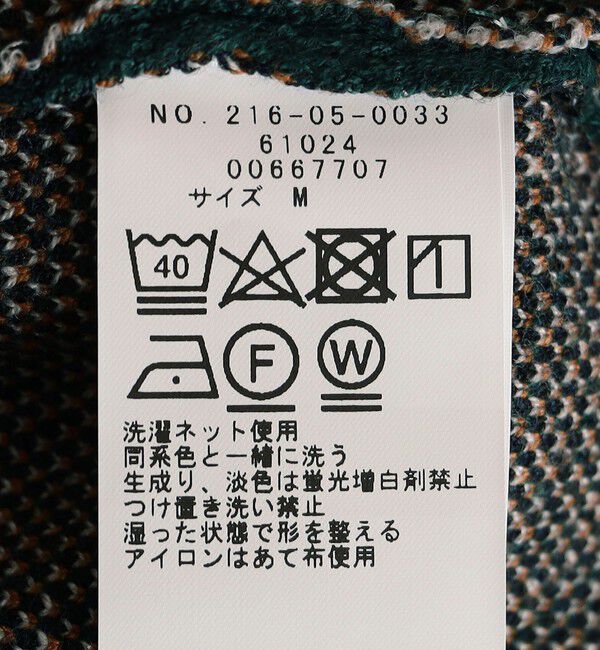 NO. 216-05-0033
61024
00667707
サイズ M
40
F W
洗濯ネット使用
同系色と一緒に洗う
生成り、淡色は蛍光増白剤禁止
つけ置き洗い禁止
湿った状態で形を整える
アイロンはあて布使用